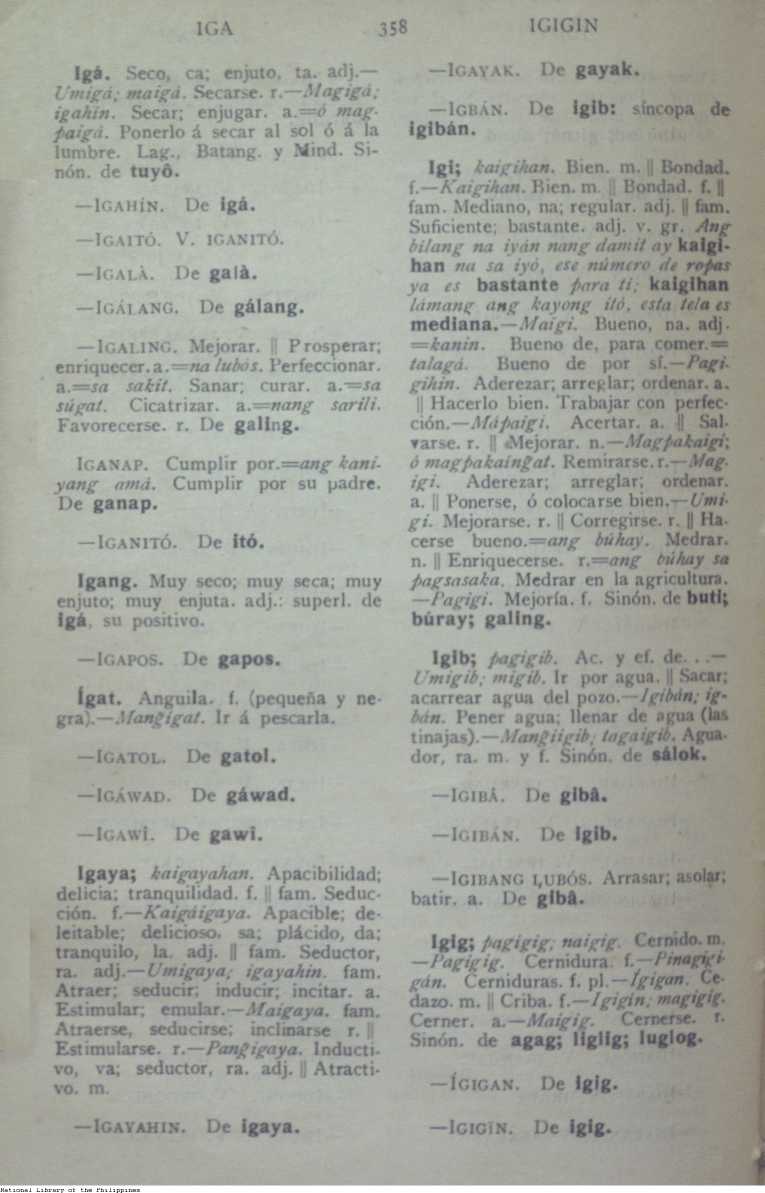 IGA
358
IGIGIN
Igá. Seco, ca; enjuto, ta. adj.—
Umigá; maigá. Secarse. r.—Magigá;
igahin. Secar; enjugar. a.=ó mag-
paigá. Ponerlo á secar al sol ó á la
lumbre. Lag., Batang. y Mind. Si-
nón. de tuyô.
—IGAHÍN. De igá.
—IGAITÓ. V. IGANITÓ.
—IGALÀ. De galà.
—IGÁLANG. De gálang.
—IGALING. Mejorar. || Prosperar;
enriquecer. a.=na lubós. Perfeccionar.
a.=sa sakít. Sanar; curar. a.=sa
súgat. Cicatrizar. a.=nang sarili.
Favorecerse. r. De galing.
IGANAP. Cumplir por.=ang kani-
yang amá. Cumplir por su padre.
De ganap.
—IGANITÓ. De itó.
Igang. Muy seco; muy seca; muy
enjuto; muy enjuta. adj.: superl. de
igá, su positivo.
—IGAPOS. De gapos.
Ígat. Anguila. f. (pequeña y ne-
gra).—Mang̃igat. Ir á pescarla.
—IGATOL. De gatol.
—IGÁWAD. De gáwad.
—IGAWÎ. De gawî.
Igaya; kaigayahan. Apacibilidad;
delicia; tranquilidad. f. || fam. Seduc-
ción. f.—Kaigáigaya. Apacible; de-
leitable; delicioso, sa; plácido, da;
tranquilo, la. adj. || fam. Seductor,
ra. adj.—Umigaya; igayahin. fam.
Atraer; seducir; inducir; incitar. a.
Estimular; emular.—Maigaya. fam.
Atraerse, seducirse; inclinarse r. ||
Estimularse. r.—Pang̃igaya. Inducti-
vo, va; seductor, ra. adj. || Atracti-
vo. m.
—IGAYAHIN. De igaya.
—IGAYAK. De gayak.
—IGBÁN. De igib: síncopa de
igibán.
Igi; kaigihan. Bien. m. || Bondad.
f.—Kaigihan. Bien. m. || Bondad. f. ||
fam. Mediano, na; regular. adj. || fam.
Suficiente; bastante. adj. v. gr. Ang
bilang na iyán nang damit ay kaigi-
han na sa iyó, ese número de ropas
ya es bastante para ti; kaigihan
lámang ang kayong itó, esta tela es
mediana.—Maigi. Bueno, na. adj.
=kanin. Bueno de, para comer.=
talagá. Bueno de por sí.—Pagi-
gihin. Aderezar; arreglar; ordenar. a.
|| Hacerlo bien. Trabajar con perfec-
ción.—Mápaigi. Acertar. a. || Sal-
varse. r. || Mejorar. n.—Magpakaigi;
ó magpakaing̃at. Remirarse. r.—Mag-
igi. Aderezar; arreglar; ordenar.
a. || Ponerse, ó colocarse bien.—Umi-
gi. Mejorarse. r. || Corregirse. r. || Ha-
cerse bueno.=ang búhay. Medrar.
n. || Enriquecerse. r.=ang búhay sa
pagsasaka. Medrar en la agricultura.
—Pagigi. Mejoría. f. Sinón. de buti;
búray; galing.
Igib; pagigib. Ac. y ef. de. . .—
Umigib; migib. Ir por agua. || Sacar;
acarrear agua del pozo.—Igibán; ig-
bán. Pener agua; llenar de agua (las
tinajas).—Mang̃iigib; tagaigib. Agua-
dor, ra. m. y f. Sinón. de sálok.
—IGIBÂ. De gibâ.
—IGIBÁN. De igib.
—IGIBANG LUBÓS. Arrasar; asolar;
batir. a. De gibâ.
Igig; pagigig; naigig. Cernido. m.
—Pagigig. Cernidura. f.—Pinagigi-
gán. Cerniduras. f. pl.—Ígigan. Ce-
dazo. m. || Criba. f.—Igigín; magigíg.
Cerner. a.—Maigig. Cernerse. r.
Sinón. de agag; liglig; luglog.
—ÍGIGAN. De igig.
—IGIGÍN. De igig.
National Library of the Philippines